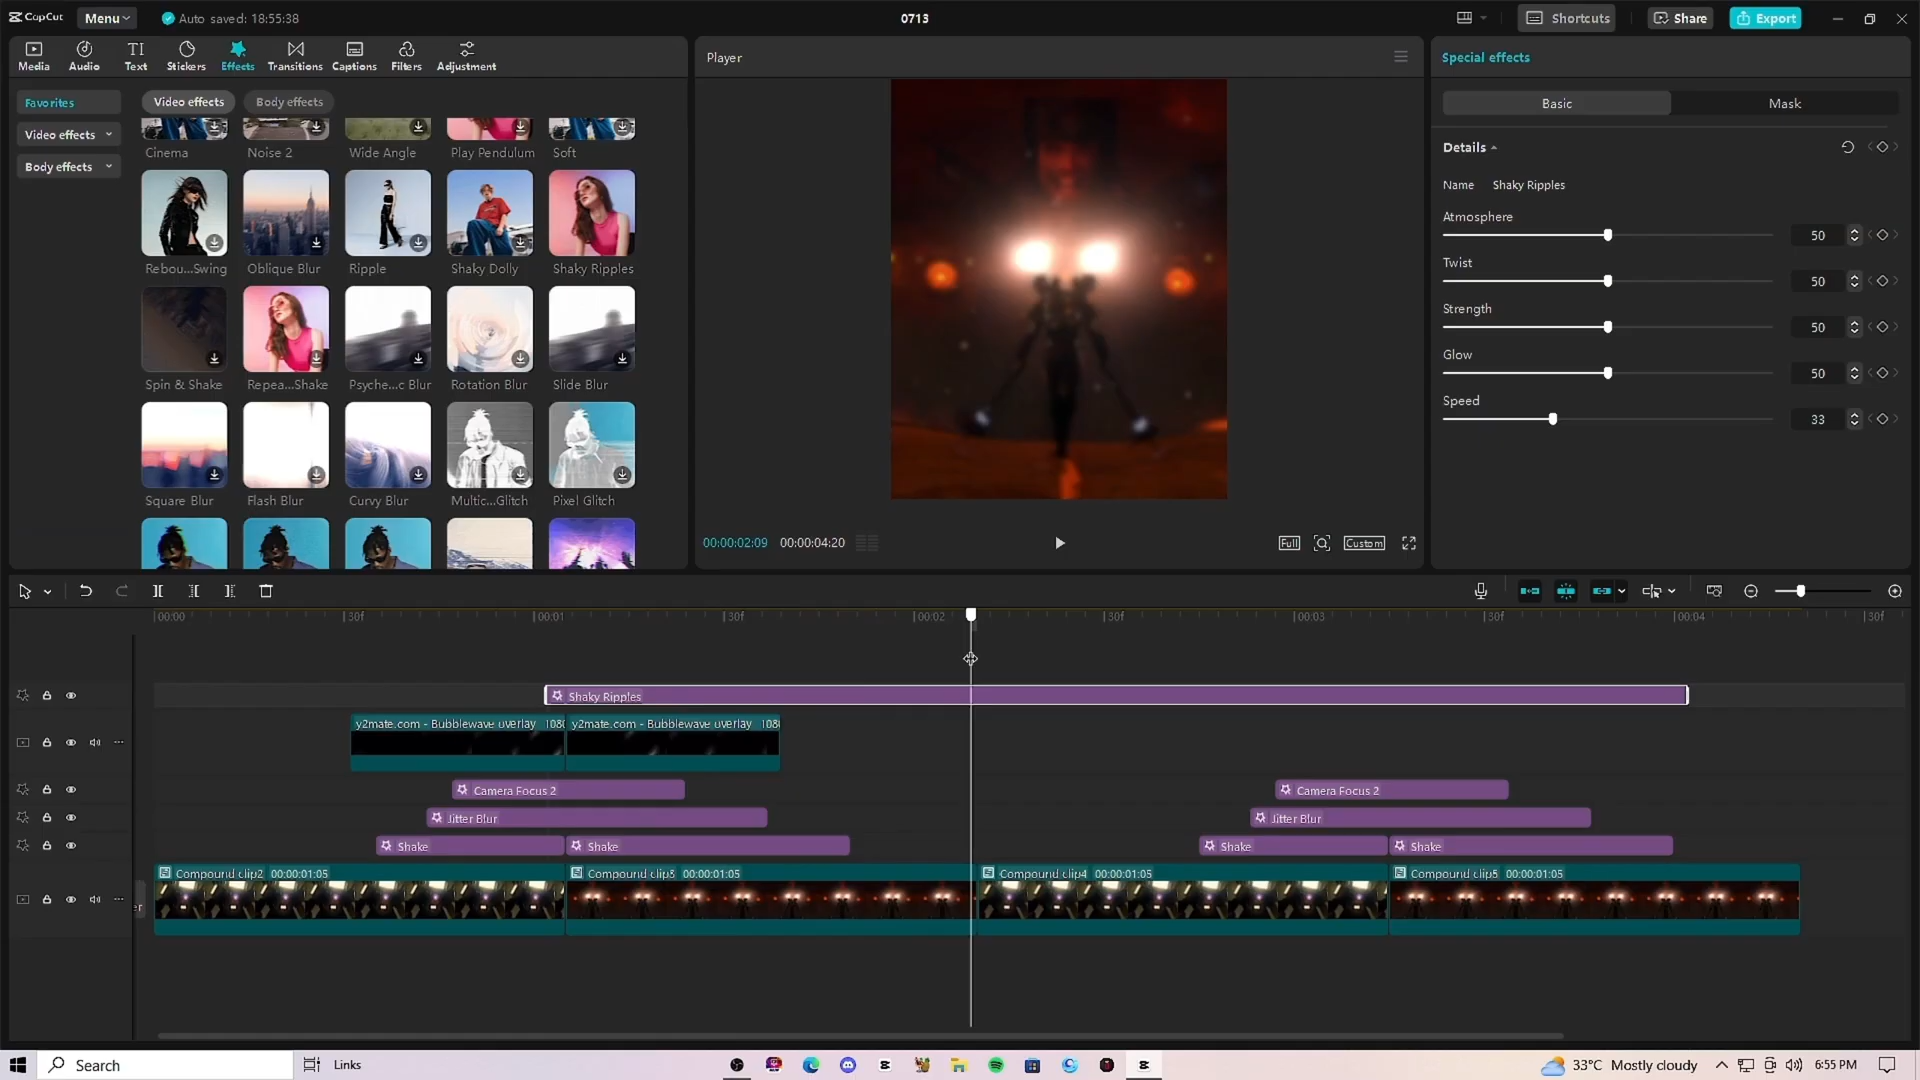 CapCut
Menu
Auto saved: 18:55:38
0713
Shortcuts
Share
Export
Media
Audio
TI
Text
Stickers
Effects
Transitions
Captions
Filters
Adjustment
Player
Special effects
Favorites
Video effects
Body effects
Video effects
Body effects
Cinema
Noise 2
Wide Angle
Play Pendulum
Soft
Rebou...Swing
Oblique Blur
Ripple
Shaky Dolly
Shaky Ripples
Spin & Shake
Repea...Shake
Psyche...c Blur
Rotation Blur
Slide Blur
Square Blur
Flash Blur
Curvy Blur
Multic...Glitch
Pixel Glitch
Basic
Mask
Details
Name Shaky Ripples
Atmosphere
50
Twist
50
Strength
50
Glow
50
Speed
33
00:00:02:09 00:00:04:20
Full
Custom
00:00
30f
00:01
30f
00:02
30f
00:03
30f
00:04
30f
Shaky Ripples
y2mate.com - Bubblewave overlay 108
y2mate.com - Bubblewave overlay 108
Camera Focus 2
Camera Focus 2
Jitter Blur
Jitter Blur
Shake
Shake
Shake
Shake
Compound clip2 00:00:01:05
Compound clip3 00:00:01:05
Compound clip4 00:00:01:05
Compound clip5 00:00:01:05
er
Search
Links
33°C Mostly cloudy
6:55 PM